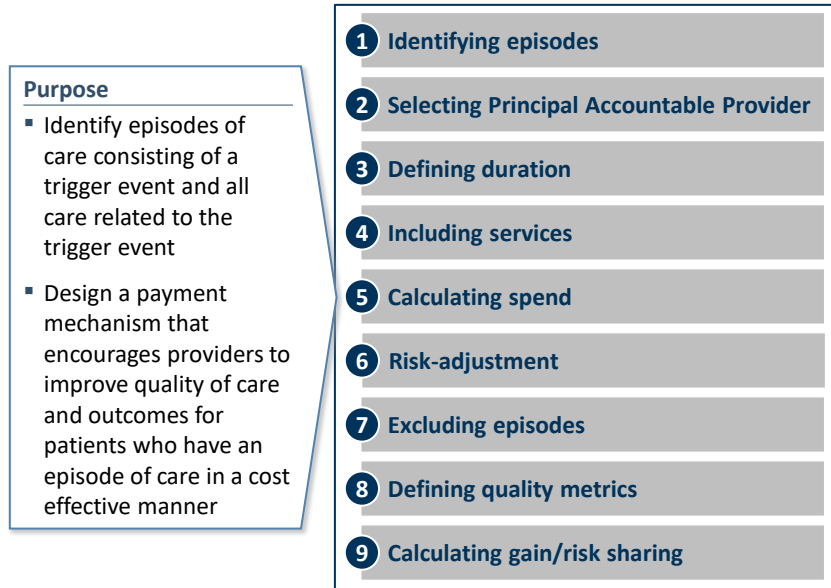 Purpose
▪ Identify episodes of
care consisting of a
trigger event and all
care related to the
trigger event
▪ Design a payment
mechanism that
encourages providers to
improve quality of care
and outcomes for
patients who have an
episode of care in a cost
effective manner
1 Identifying episodes
2 Selecting Principal Accountable Provider
3 Defining duration
4 Including services
5 Calculating spend
6 Risk-adjustment
7 Excluding episodes
8 Defining quality metrics
9 Calculating gain/risk sharing